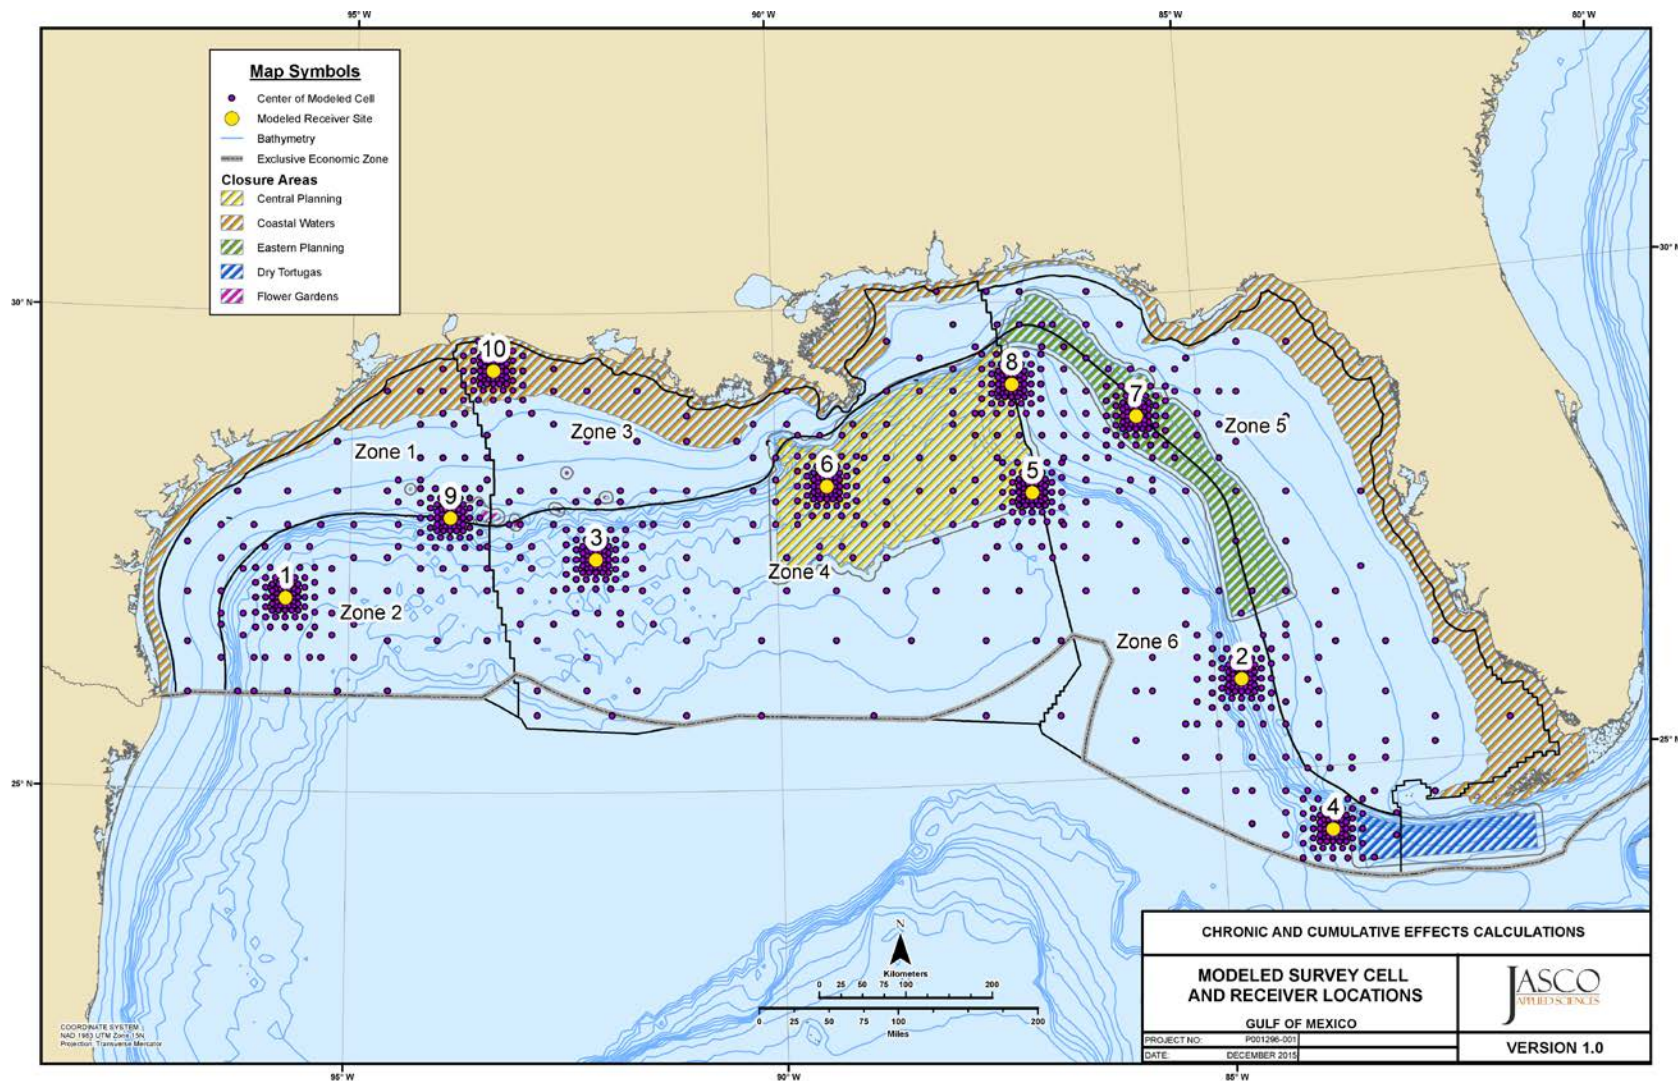 95° W
90° W
85° W
80° W
Map Symbols
Center of Modeled Cell
Modeled Receiver Site
Bathymetry
Exclusive Economic Zone
Closure Areas
Central Planning
Coastal Waters
Eastern Planning
Dry Tortugas
Flower Gardens
30° N
30° N
10
8
7
Zone 3
Zone 5
Zone 1
6
5
9
3
Zone 4
1
Zone 2
Zone 6
2
25° N
25° N
4
N
Kilometers
0 25 50 75 100 200
0 25 50 75 100 200
Miles
COORDINATE SYSTEM:
NAD 1983 UTM Zone 15N
Projection: Transverse Mercator
CHRONIC AND CUMULATIVE EFFECTS CALCULATIONS
MODELED SURVEY CELL
AND RECEIVER LOCATIONS
GULF OF MEXICO
JASCO
APPLIED SCIENCES
PROJECT NO: P001296-001
DATE: DECEMBER 2015
VERSION 1.0
95° W
90° W
85° W